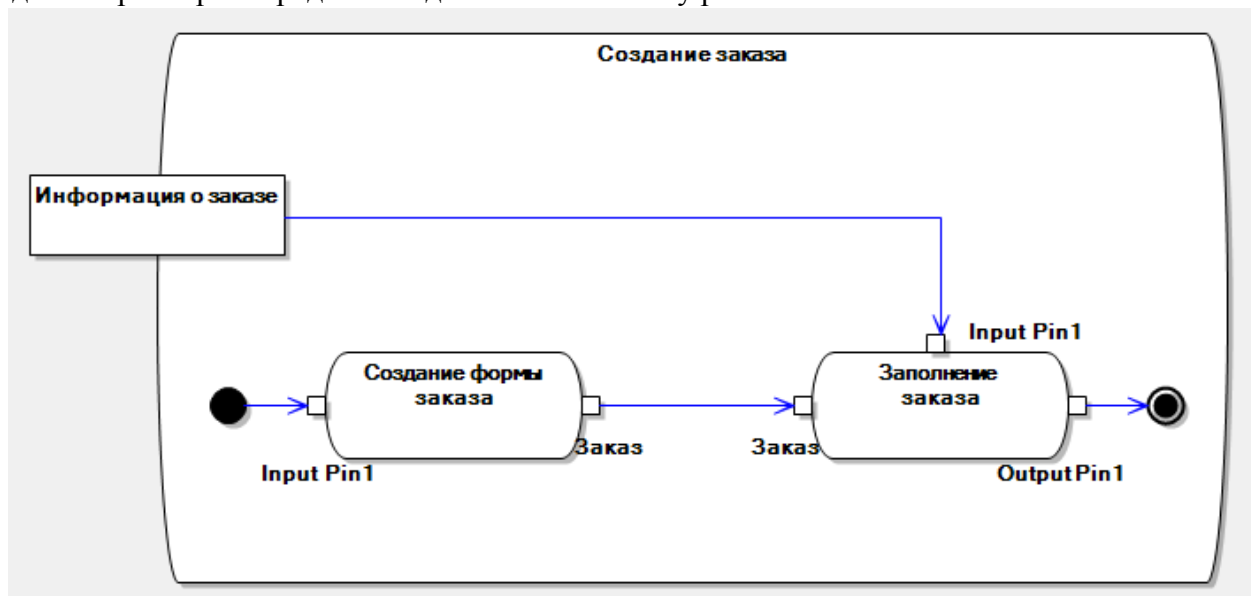 Создание заказа
Информация о заказе
Input Pin1
Создание формы
заказа
Заполнение
заказа
Заказ
Заказ
Input Pin1
Output Pin1